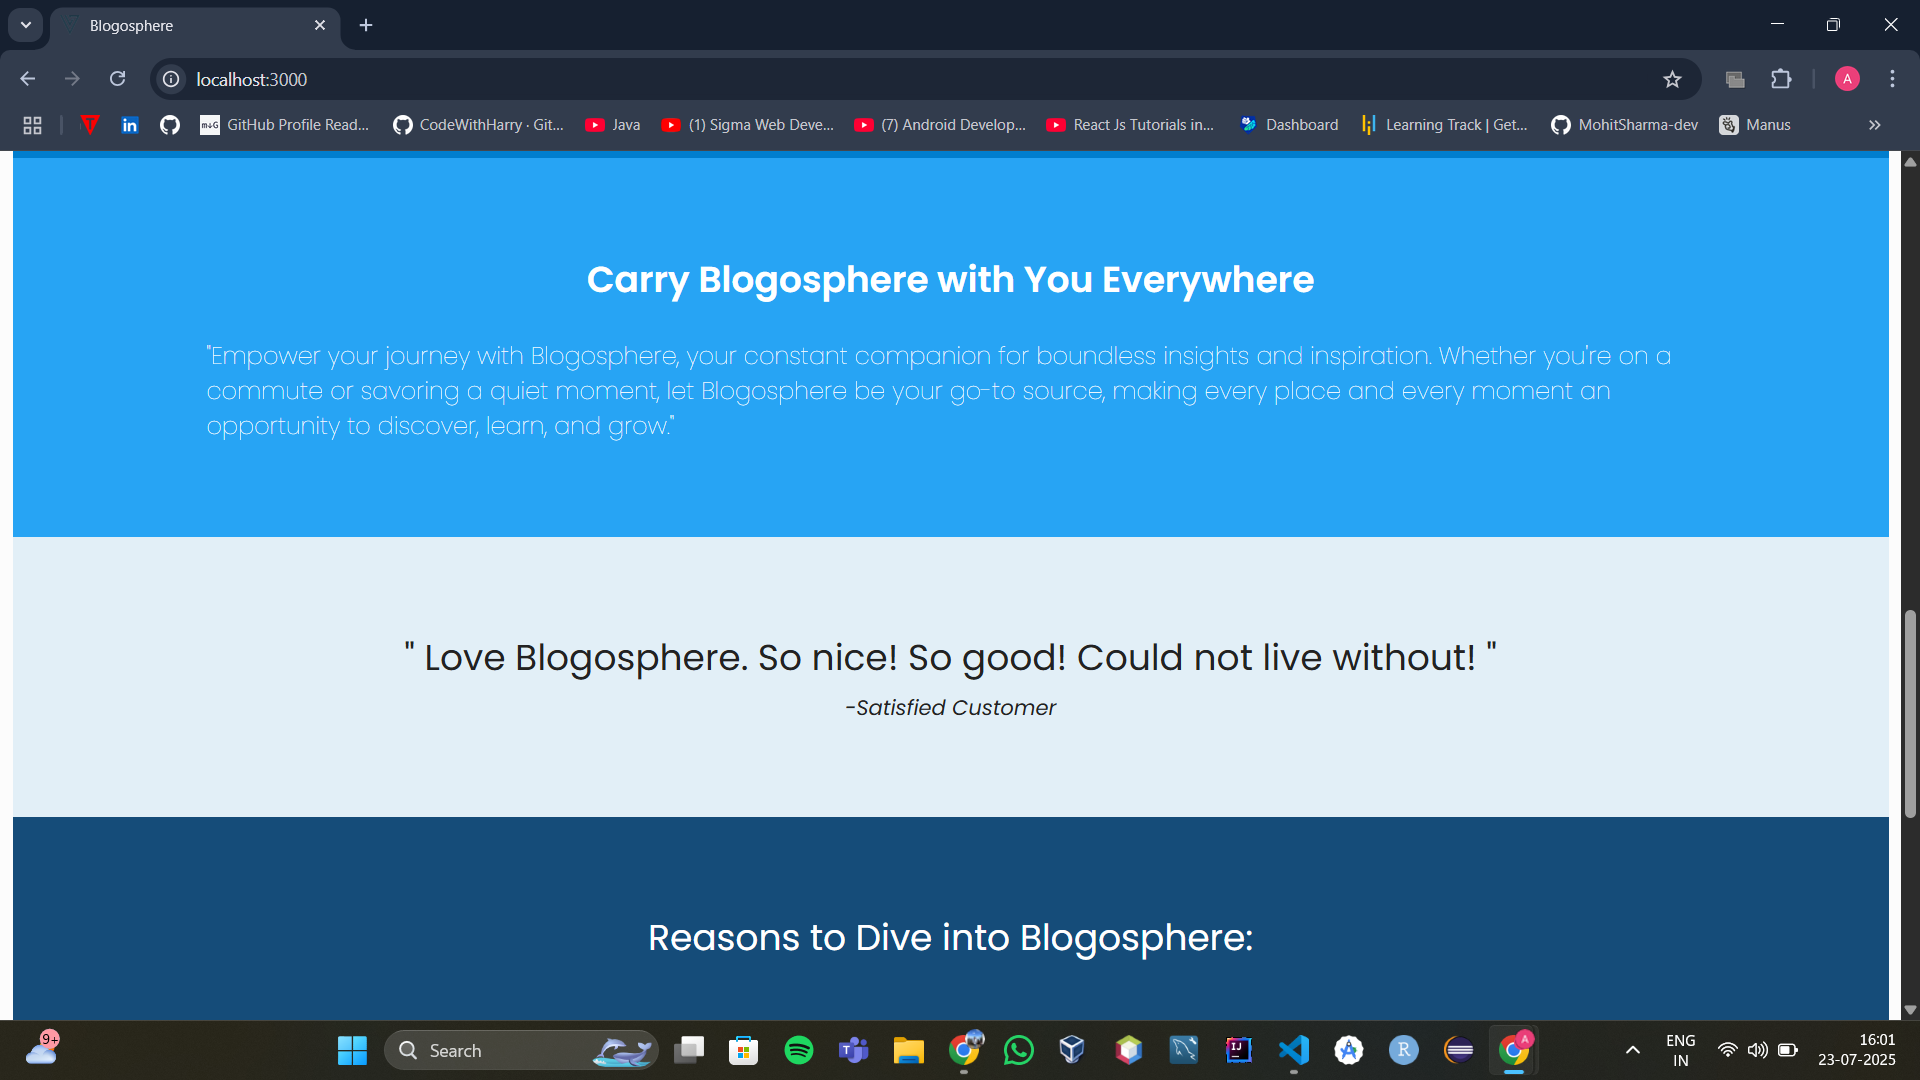 Blogosphere
localhost:3000
A
GitHub Profile Read... CodeWithHarry · Git... Java (1) Sigma Web Deve... (7) Android Develop... React Js Tutorials in... Dashboard Learning Track | Get... MohitSharma-dev Manus
Carry Blogosphere with You Everywhere
"Empower your journey with Blogosphere, your constant companion for boundless insights and inspiration. Whether you're on a
commute or savoring a quiet moment, let Blogosphere be your go-to source, making every place and every moment an
opportunity to discover, learn, and grow."
" Love Blogosphere. So nice! So good! Could not live without! "
-Satisfied Customer
Reasons to Dive into Blogosphere:
9+
Search
ENG
IN
16:01
23-07-2025